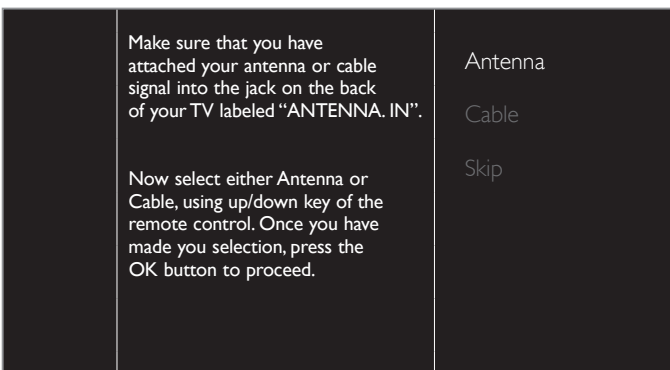 Make sure that you have
attached your antenna or cable
signal into the jack on the back
of your TV labeled “ANTENNA. IN”.
Now select either Antenna or
Cable, using up/down key of the
remote control. Once you have
made you selection, press the
OK button to proceed.
Antenna
Cable
Skip